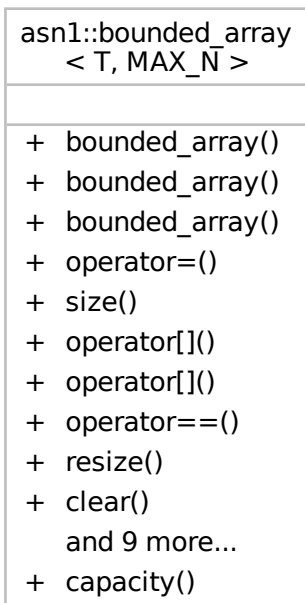 asn1::bounded_array
< T, MAX_N >
+ bounded_array()
+ bounded_array()
+ bounded_array()
+ operator=()
+ size()
+ operator[]()
+ operator[]()
+ operator==()
+ resize()
+ clear()
and 9 more...
+ capacity()